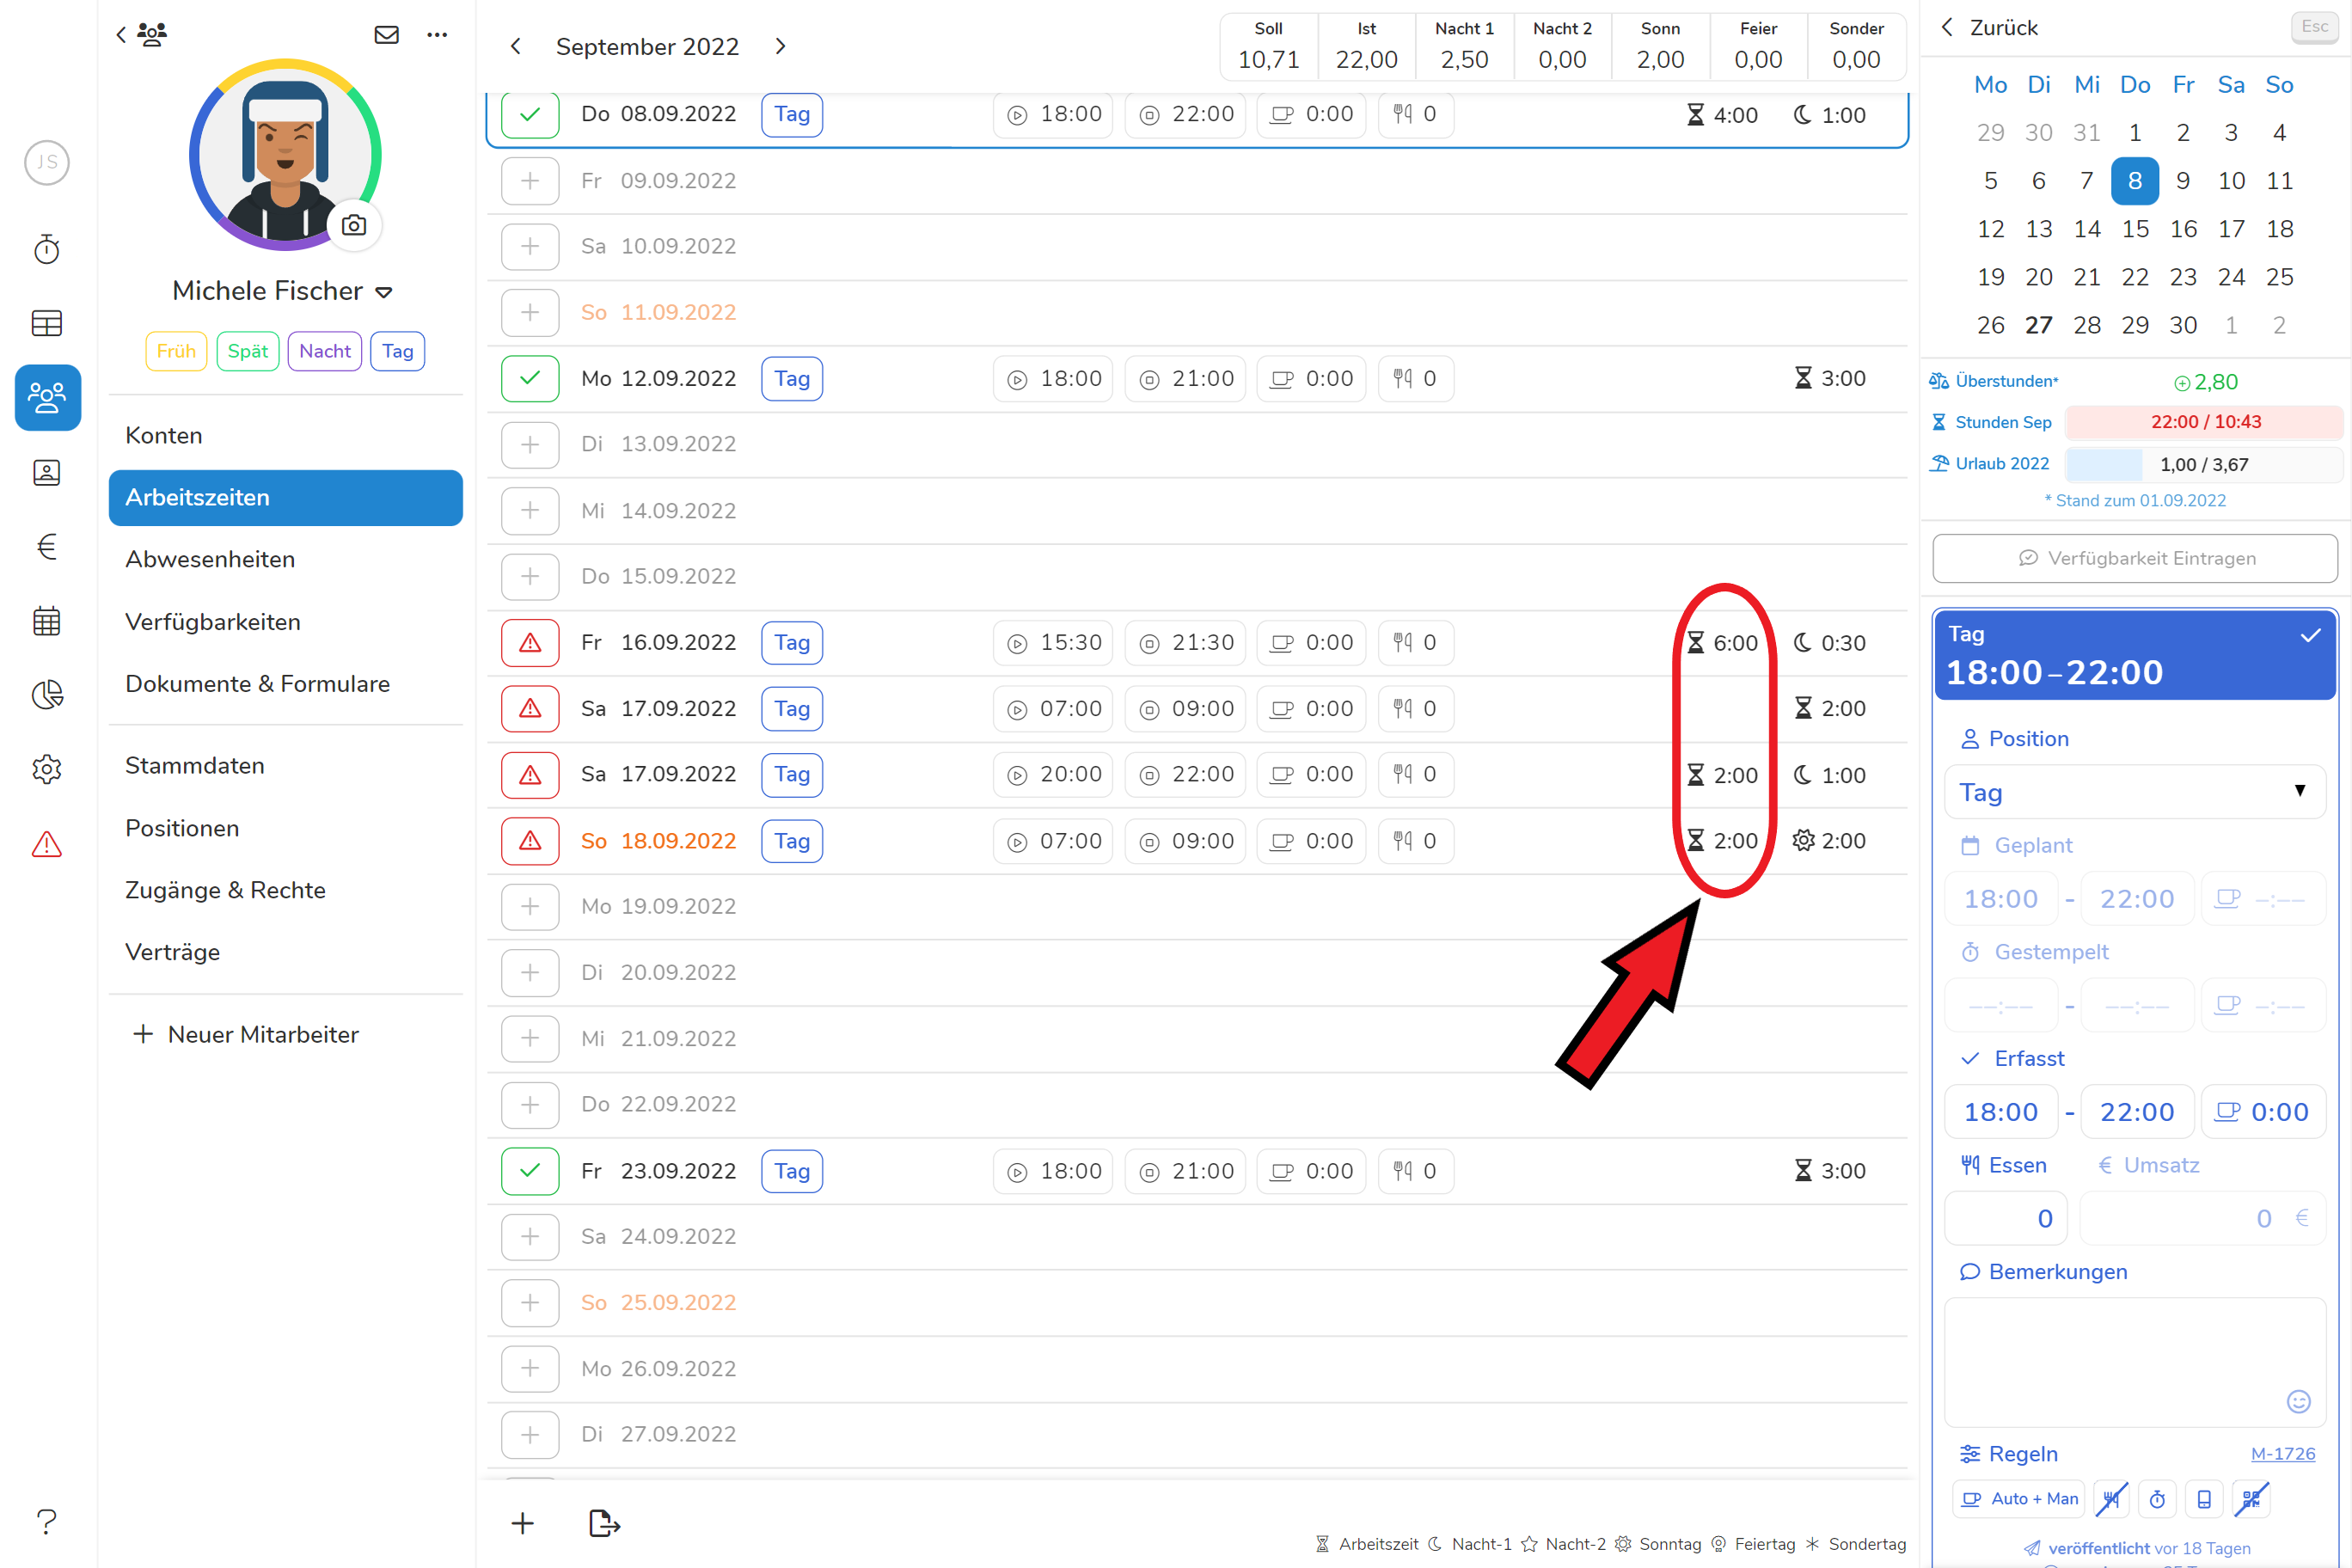 JS
Michele Fischer
Früh Spät Nacht Tag
Konten
Arbeitszeiten
Abwesenheiten
Verfügbarkeiten
Dokumente & Formulare
Stammdaten
Positionen
Zugänge & Rechte
Verträge
+ Neuer Mitarbeiter
?
September 2022
Soll Ist Nacht 1 Nacht 2 Sonn Feier Sonder
10,71 22,00 2,50 0,00 2,00 0,00 0,00
Do 08.09.2022 Tag 18:00 22:00 0:00 0 4:00 1:00
Fr 09.09.2022
Sa 10.09.2022
So 11.09.2022
Mo 12.09.2022 Tag 18:00 21:00 0:00 0 3:00
Di 13.09.2022
Mi 14.09.2022
Do 15.09.2022
Fr 16.09.2022 Tag 15:30 21:30 0:00 0 6:00 0:30
Sa 17.09.2022 Tag 07:00 09:00 0:00 0 2:00
Sa 17.09.2022 Tag 20:00 22:00 0:00 0 2:00 1:00
So 18.09.2022 Tag 07:00 09:00 0:00 0 2:00 2:00
Mo 19.09.2022
Di 20.09.2022
Mi 21.09.2022
Do 22.09.2022
Fr 23.09.2022 Tag 18:00 21:00 0:00 0 3:00
Sa 24.09.2022
So 25.09.2022
Mo 26.09.2022
Di 27.09.2022
Arbeitszeit Nacht-1 Nacht-2 Sonntag Feiertag Sondertag
Zurück Esc
Mo Di Mi Do Fr Sa So
29 30 31 1 2 3 4
5 6 7 8 9 10 11
12 13 14 15 16 17 18
19 20 21 22 23 24 25
26 27 28 29 30 1 2
Überstunden* 2,80
Stunden Sep 22:00 / 10:43
Urlaub 2022 1,00 / 3,67
* Stand zum 01.09.2022
Verfügbarkeit Eintragen
Tag
18:00–22:00
Position
Tag
Geplant
18:00 - 22:00 –:––
Gestempelt
––:–– - ––:–– –:––
Erfasst
18:00 - 22:00 0:00
Essen € Umsatz
0 0 €
Bemerkungen
Regeln M-1726
Auto + Man
veröffentlicht vor 18 Tagen